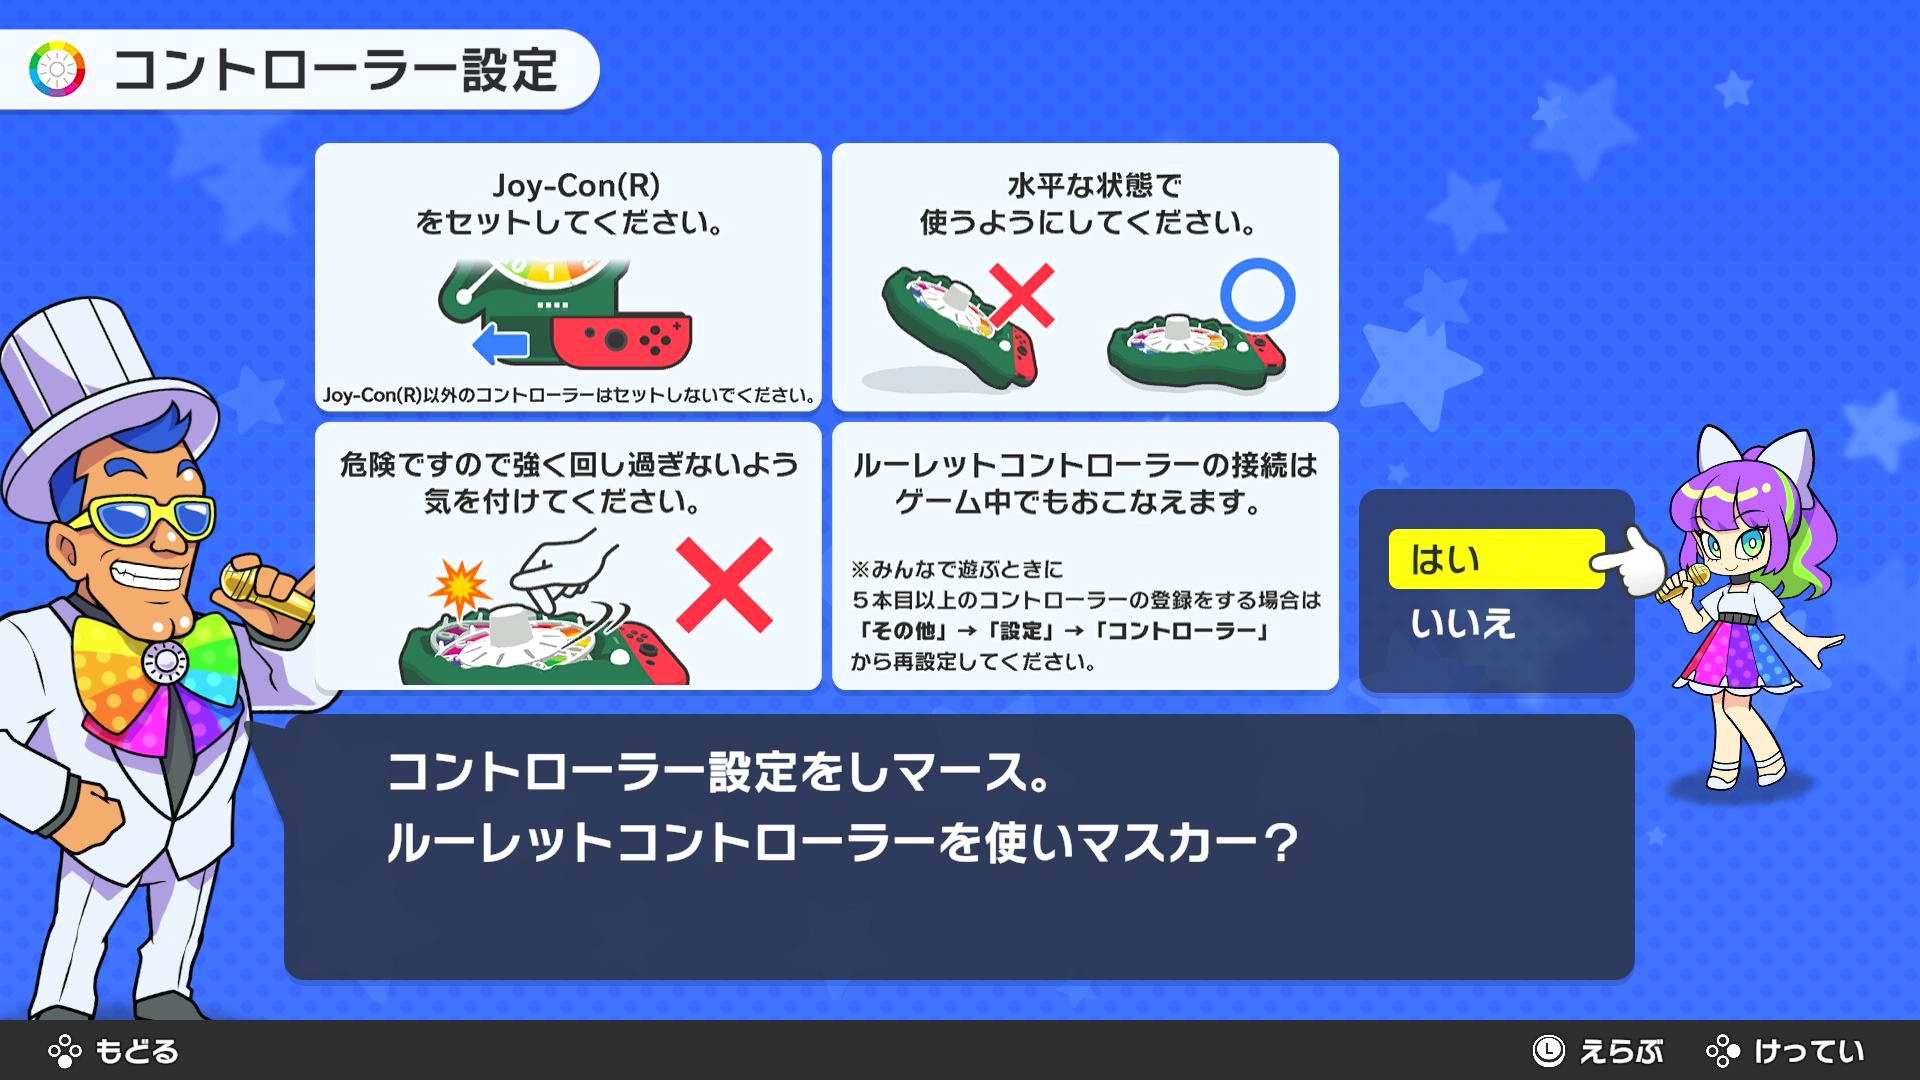 コントローラー設定
Joy-Con(R)
をセットしてください。
1
Joy-Con(R)以外のコントローラーはセットしないでください。
水平な状態で
使うようにしてください。
危険ですので強く回し過ぎないよう
気を付けてください。
ルーレットコントローラーの接続は
ゲーム中でもおこなえます。
※みんなで遊ぶときに
５本目以上のコントローラーの登録をする場合は
「その他」→「設定」→「コントローラー」
から再設定してください。
はい
いいえ
コントローラー設定をしマース。
ルーレットコントローラーを使いマスカー？
もどる
L えらぶ
けってい